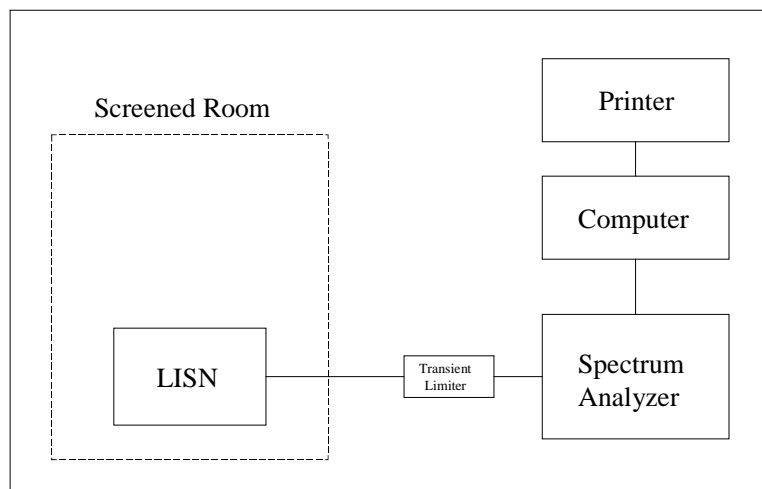 Screened Room
Printer
Computer
LISN
Transient
Limiter
Spectrum
Analyzer